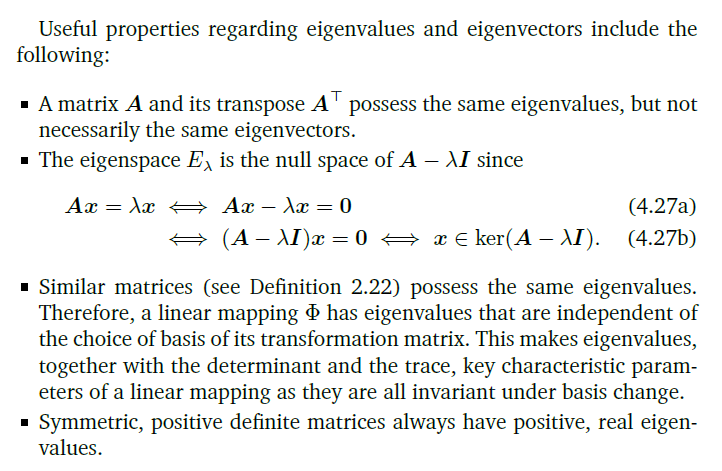 Useful properties regarding eigenvalues and eigenvectors include the
following:
▪ A matrix A and its transpose A⊤ possess the same eigenvalues, but not
necessarily the same eigenvectors.
▪ The eigenspace Eλ is the null space of A − λI since
Ax = λx ⟺ Ax − λx = 0 (4.27a)
⟺ (A − λI)x = 0 ⟺ x ∈ ker(A − λI). (4.27b)
▪ Similar matrices (see Definition 2.22) possess the same eigenvalues.
Therefore, a linear mapping Φ has eigenvalues that are independent of
the choice of basis of its transformation matrix. This makes eigenvalues,
together with the determinant and the trace, key characteristic param-
eters of a linear mapping as they are all invariant under basis change.
▪ Symmetric, positive definite matrices always have positive, real eigen-
values.